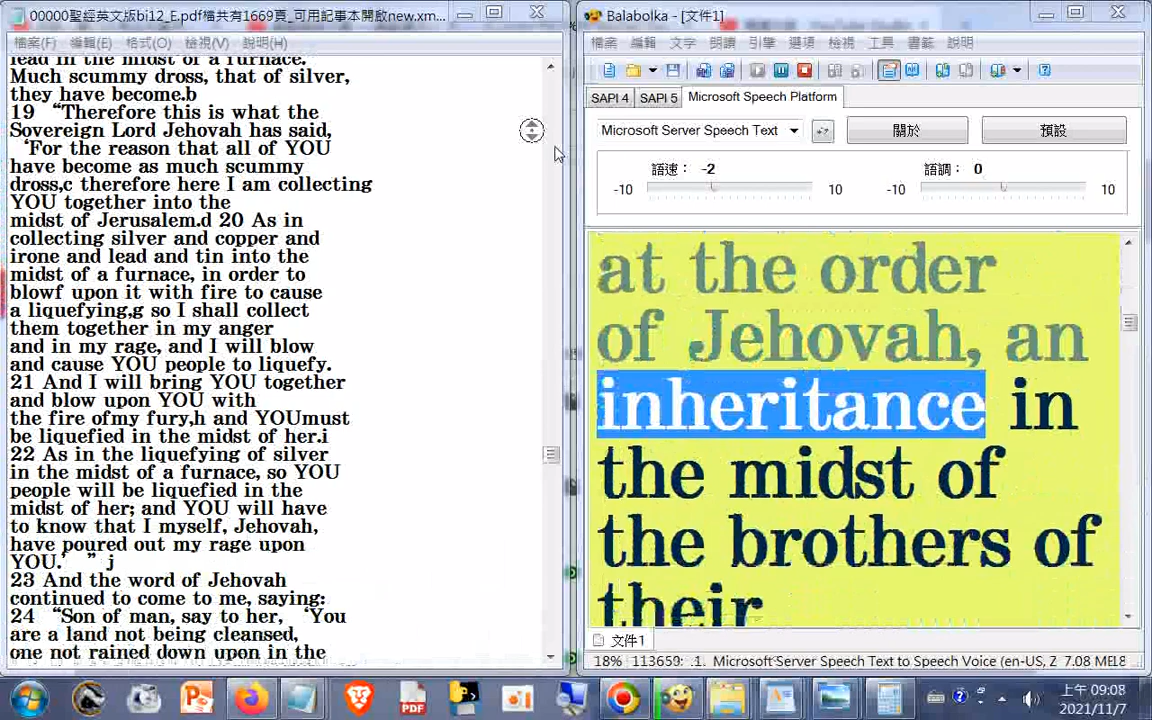 00000聖經英文版bi12_E.pdf檔共有1669頁_可用記事本開啟new.xm...
檔案(F) 編輯(E) 格式(O) 檢視(V) 說明(H)
lead in the midst of a furnace.
Much scummy dross, that of silver,
they have become.b
19 “Therefore this is what the
Sovereign Lord Jehovah has said,
‘For the reason that all of YOU
have become as much scummy
dross,c therefore here I am collecting
YOU together into the
midst of Jerusalem.d 20 As in
collecting silver and copper and
irone and lead and tin into the
midst of a furnace, in order to
blowf upon it with fire to cause
a liquefying,g so I shall collect
them together in my anger
and in my rage, and I will blow
and cause YOU people to liquefy.
21 And I will bring YOU together
and blow upon YOU with
the fire ofmy fury,h and YOUmust
be liquefied in the midst of her.i
22 As in the liquefying of silver
in the midst of a furnace, so YOU
people will be liquefied in the
midst of her; and YOU will have
to know that I myself, Jehovah,
have poured out my rage upon
YOU.’ ” j
23 And the word of Jehovah
continued to come to me, saying:
24 “Son of man, say to her, ‘You
are a land not being cleansed,
one not rained down upon in the
Balabolka - [文件1]
檔案 編輯 文字 朗讀 引擎 選項 檢視 工具 書籤 說明
SAPI 4 SAPI 5 Microsoft Speech Platform
Microsoft Server Speech Text 關於 預設
語速： -2 語調： 0
-10 10 -10 10
at the order
of Jehovah, an
inheritance in
the midst of
the brothers of
their
文件1
18% 113659: .1. Microsoft Server Speech Text to Speech Voice (en-US, Z 7.08 MEL8
上午 09:08
2021/11/7